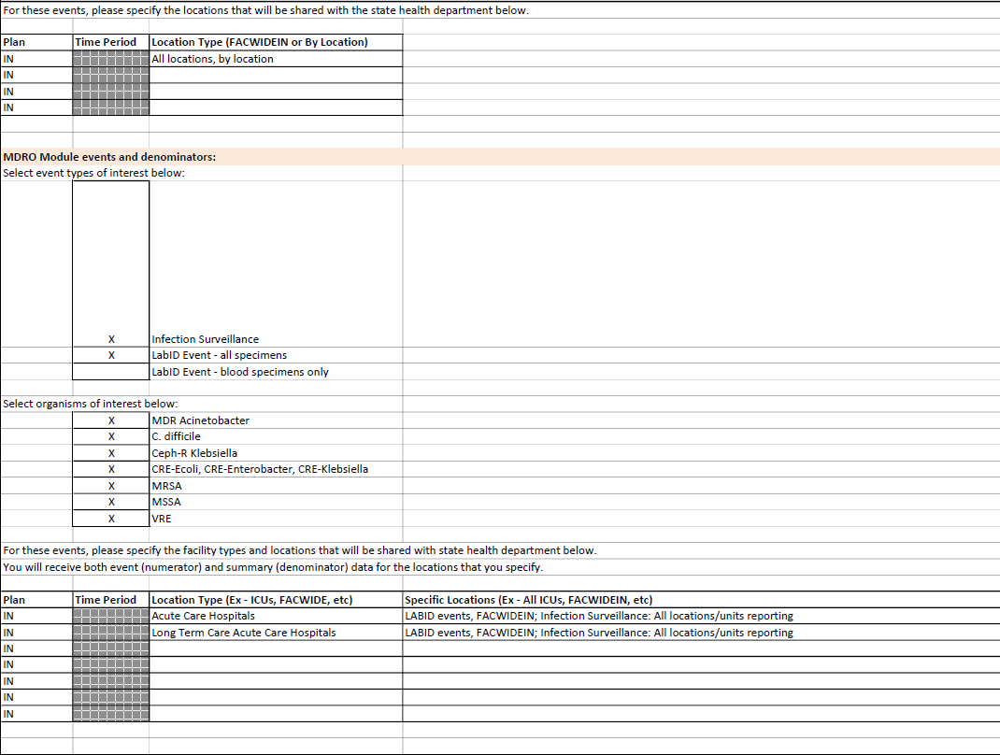 For these events, please specify the locations that will be shared with the state health department below.
Plan Time Period Location Type (FACWIDEIN or By Location)
IN All locations, by location
IN
IN
IN
MDRO Module events and denominators:
Select event types of interest below:
X Infection Surveillance
X LabID Event - all specimens
LabID Event - blood specimens only
Select organisms of interest below:
X MDR Acinetobacter
X C. difficile
X Ceph-R Klebsiella
X CRE-Ecoli, CRE-Enterobacter, CRE-Klebsiella
X MRSA
X MSSA
X VRE
For these events, please specify the facility types and locations that will be shared with state health department below.
You will receive both event (numerator) and summary (denominator) data for the locations that you specify.
Plan Time Period Location Type (Ex - ICUs, FACWIDE, etc) Specific Locations (Ex - All ICUs, FACWIDEIN, etc)
IN Acute Care Hospitals LABID events, FACWIDEIN; Infection Surveillance: All locations/units reporting
IN Long Term Care Acute Care Hospitals LABID events, FACWIDEIN; Infection Surveillance: All locations/units reporting
IN
IN
IN
IN
IN